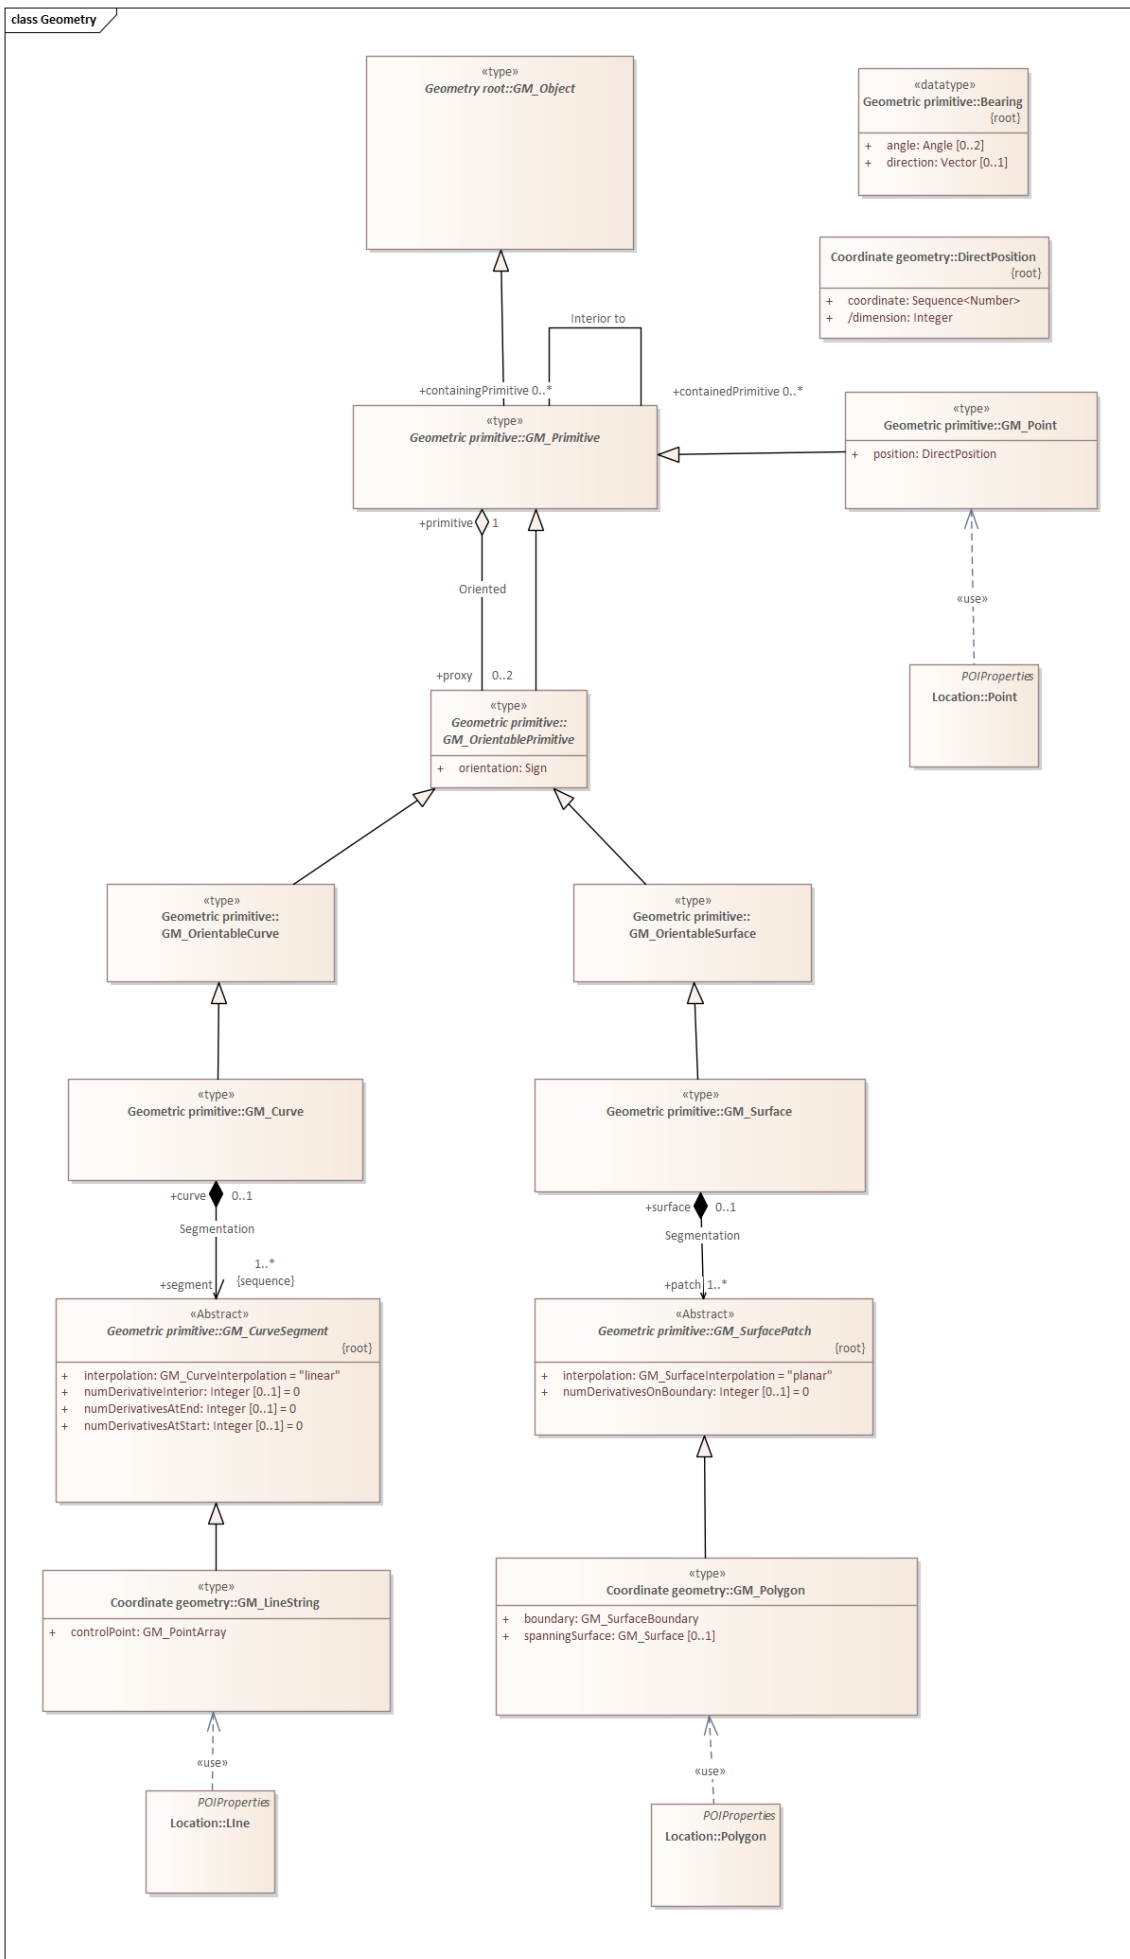 class Geometry
«type»
Geometry root::GM_Object
«datatype»
Geometric primitive::Bearing
{root}
+ angle: Angle [0..2]
+ direction: Vector [0..1]
Coordinate geometry::DirectPosition
{root}
+ coordinate: Sequence<Number>
+ /dimension: Integer
Interior to
+containingPrimitive 0..*
+containedPrimitive 0..*
«type»
Geometric primitive::GM_Primitive
«type»
Geometric primitive::GM_Point
+ position: DirectPosition
+primitive 1
Oriented
+proxy 0..2
«use»
POIProperties
Location::Point
«type»
Geometric primitive::
GM_OrientablePrimitive
+ orientation: Sign
«type»
Geometric primitive::
GM_OrientableCurve
«type»
Geometric primitive::
GM_OrientableSurface
«type»
Geometric primitive::GM_Curve
«type»
Geometric primitive::GM_Surface
+curve 0..1
Segmentation
1..*
{sequence}
+segment
+surface 0..1
Segmentation
+patch 1..*
«Abstract»
Geometric primitive::GM_CurveSegment
{root}
+ interpolation: GM_CurveInterpolation = "linear"
+ numDerivativeInterior: Integer [0..1] = 0
+ numDerivativesAtEnd: Integer [0..1] = 0
+ numDerivativesAtStart: Integer [0..1] = 0
«Abstract»
Geometric primitive::GM_SurfacePatch
{root}
+ interpolation: GM_SurfaceInterpolation = "planar"
+ numDerivativesOnBoundary: Integer [0..1] = 0
«type»
Coordinate geometry::GM_LineString
+ controlPoint: GM_PointArray
«type»
Coordinate geometry::GM_Polygon
+ boundary: GM_SurfaceBoundary
+ spanningSurface: GM_Surface [0..1]
«use»
POIProperties
Location::LIne
«use»
POIProperties
Location::Polygon